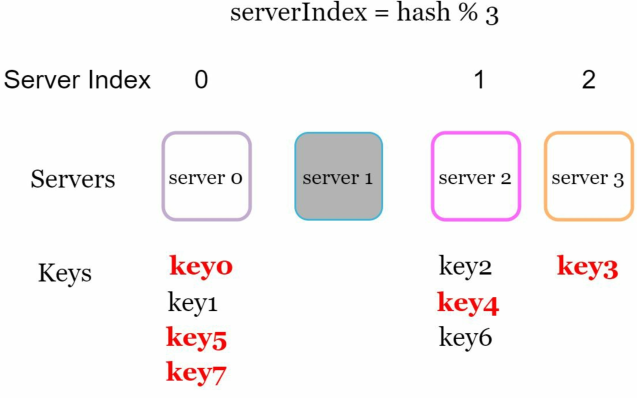 serverIndex = hash % 3
Server Index 0 1 2
Servers server 0 server 1 server 2 server 3
Keys key0 key2 key3
key1 key4
key5 key6
key7